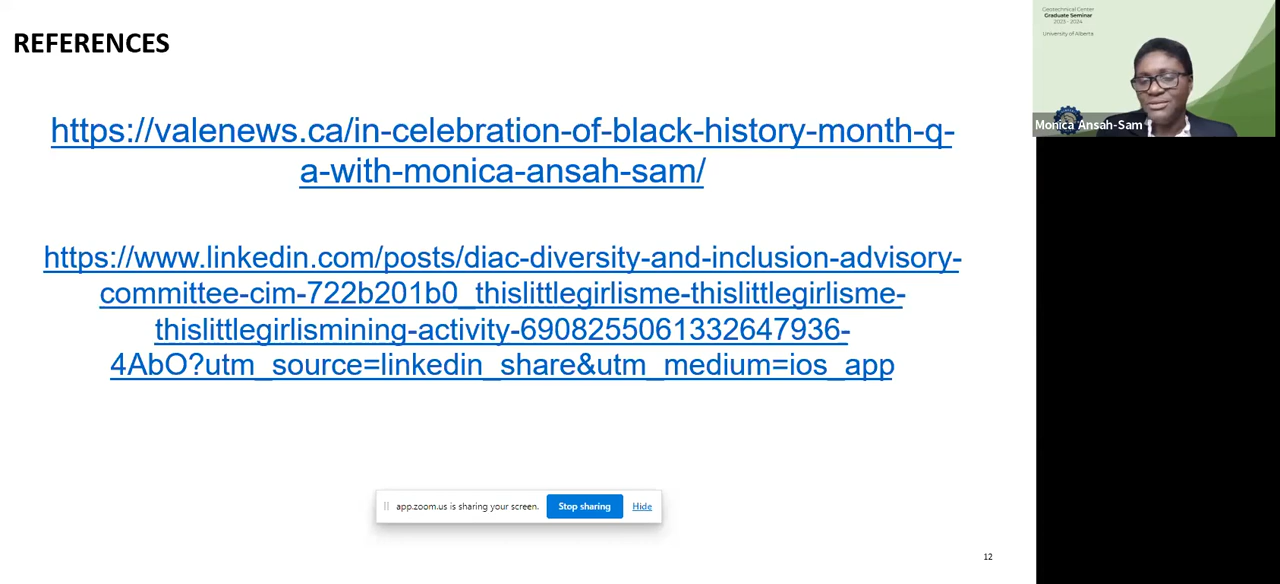 REFERENCES
https://valenews.ca/in-celebration-of-black-history-month-q-
a-with-monica-ansah-sam/
https://www.linkedin.com/posts/diac-diversity-and-inclusion-advisory-
committee-cim-722b201b0_thislittlegirlisme-thislittlegirlisme-
thislittlegirlismining-activity-6908255061332647936-
4AbO?utm_source=linkedin_share&utm_medium=ios_app
app.zoom.us is sharing your screen.
Stop sharing
Hide
12
Geotechnical Center
Graduate Seminar
2023 - 2024
University of Alberta
Monica Ansah-Sam